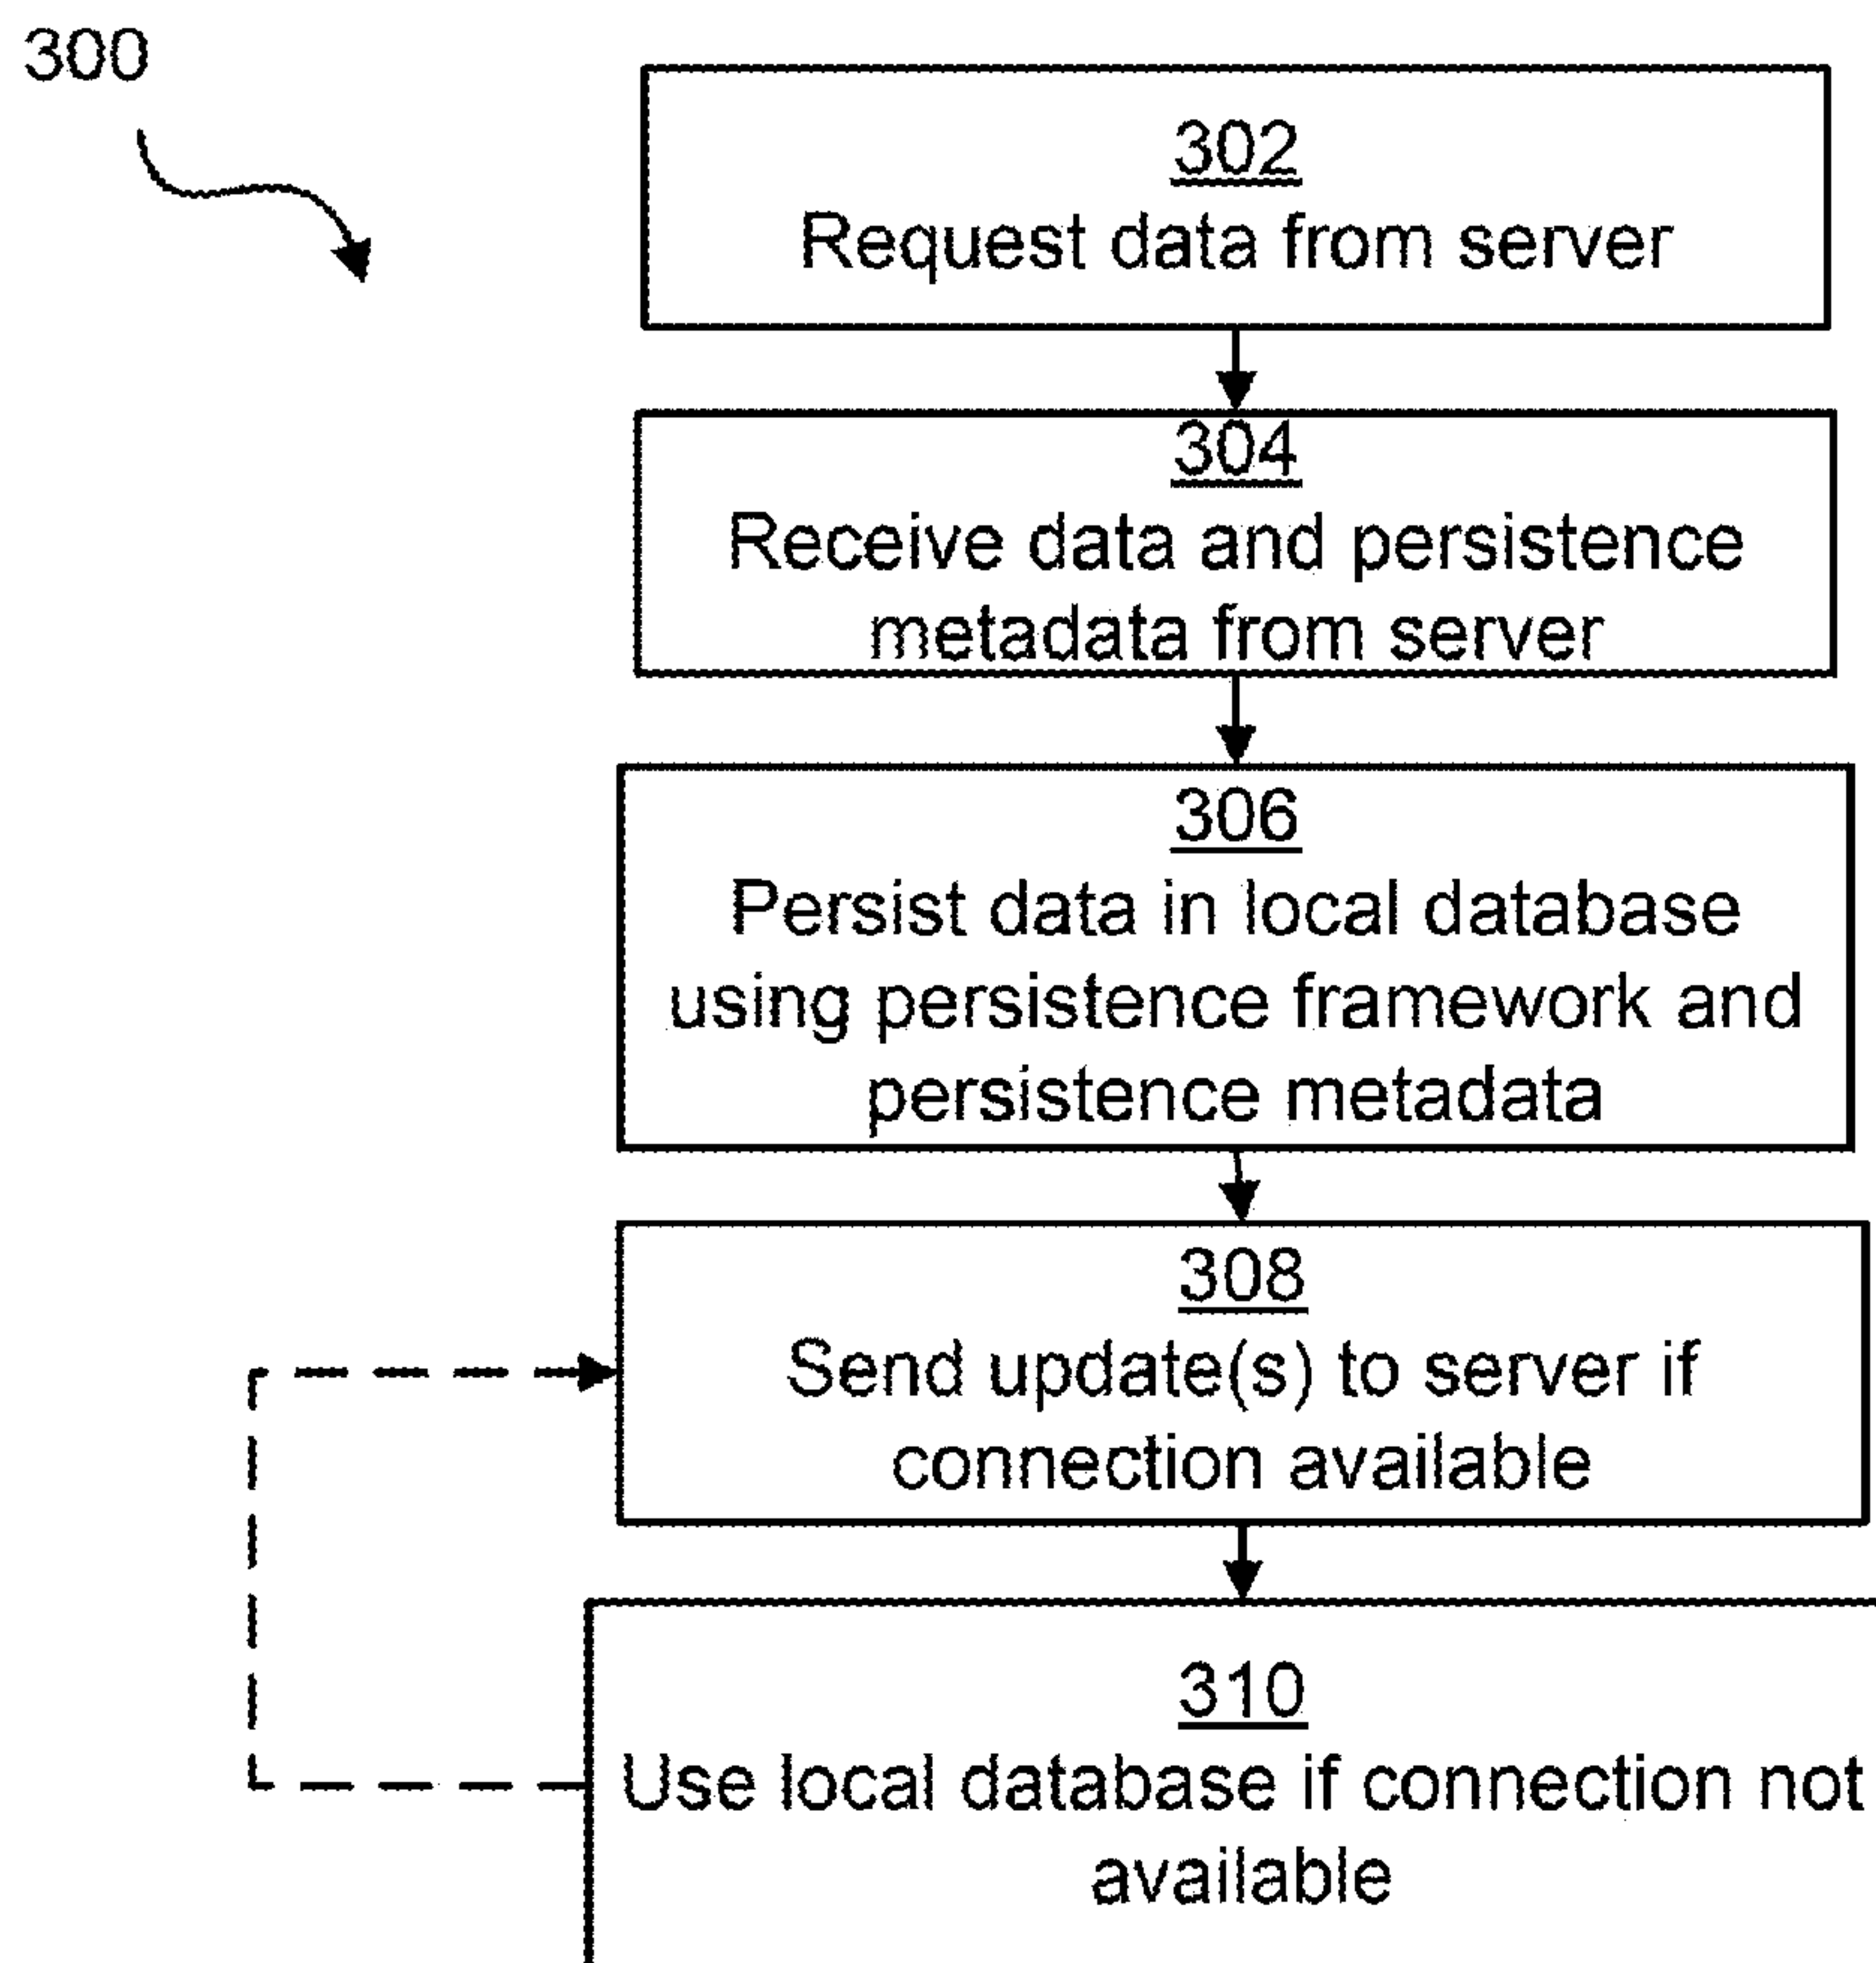 300
302
Request data from server
304
Receive data and persistence
metadata from server
306
Persist data in local database
using persistence framework and
persistence metadata
308
Send update(s) to server if
connection available
310
Use local database if connection not
available